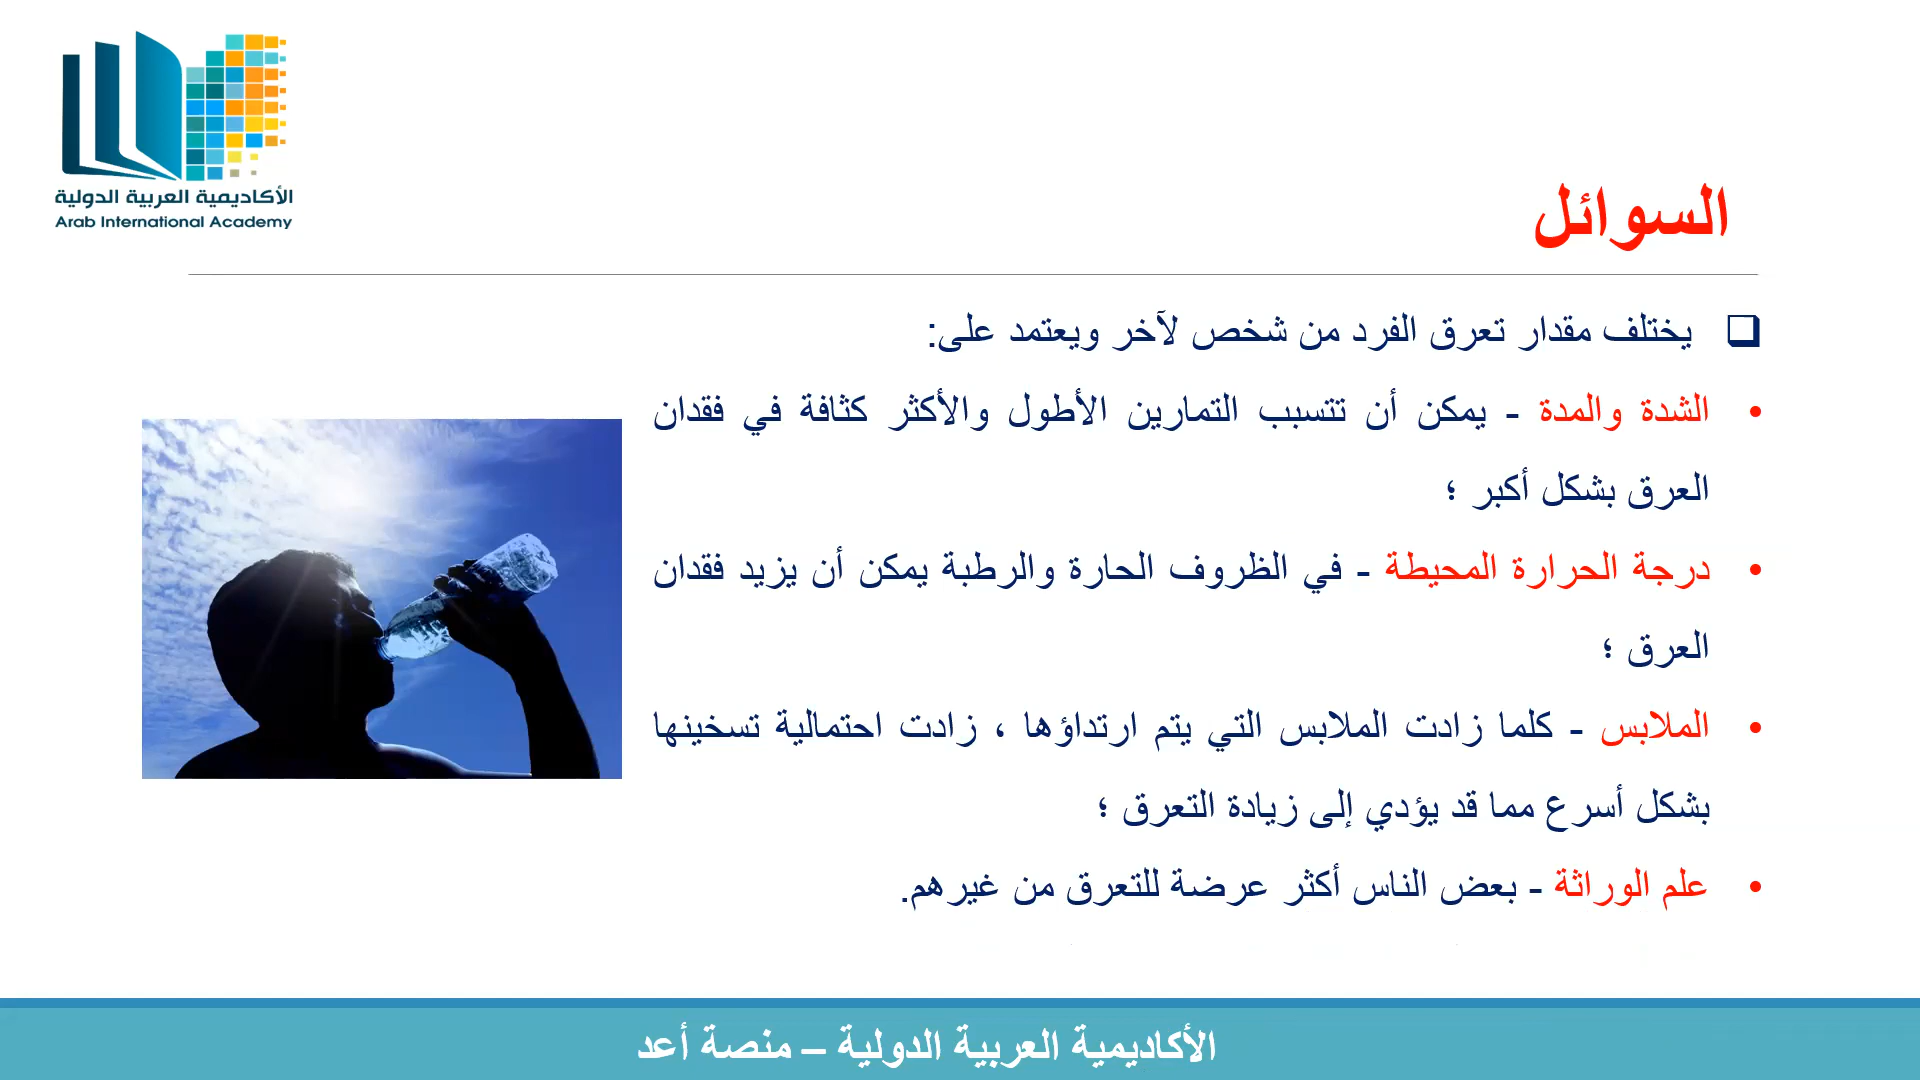 الأكاديمية العربية الدولية
Arab International Academy
السوائل
❑ يختلف مقدار تعرق الفرد من شخص لآخر ويعتمد على:
• الشدة والمدة - يمكن أن تتسبب التمارين الأطول والأكثر كثافة في فقدان
العرق بشكل أكبر ؛
• درجة الحرارة المحيطة - في الظروف الحارة والرطبة يمكن أن يزيد فقدان
العرق ؛
• الملابس - كلما زادت الملابس التي يتم ارتداؤها ، زادت احتمالية تسخينها
بشكل أسرع مما قد يؤدي إلى زيادة التعرق ؛
• علم الوراثة - بعض الناس أكثر عرضة للتعرق من غيرهم.
الأكاديمية العربية الدولية – منصة أعد